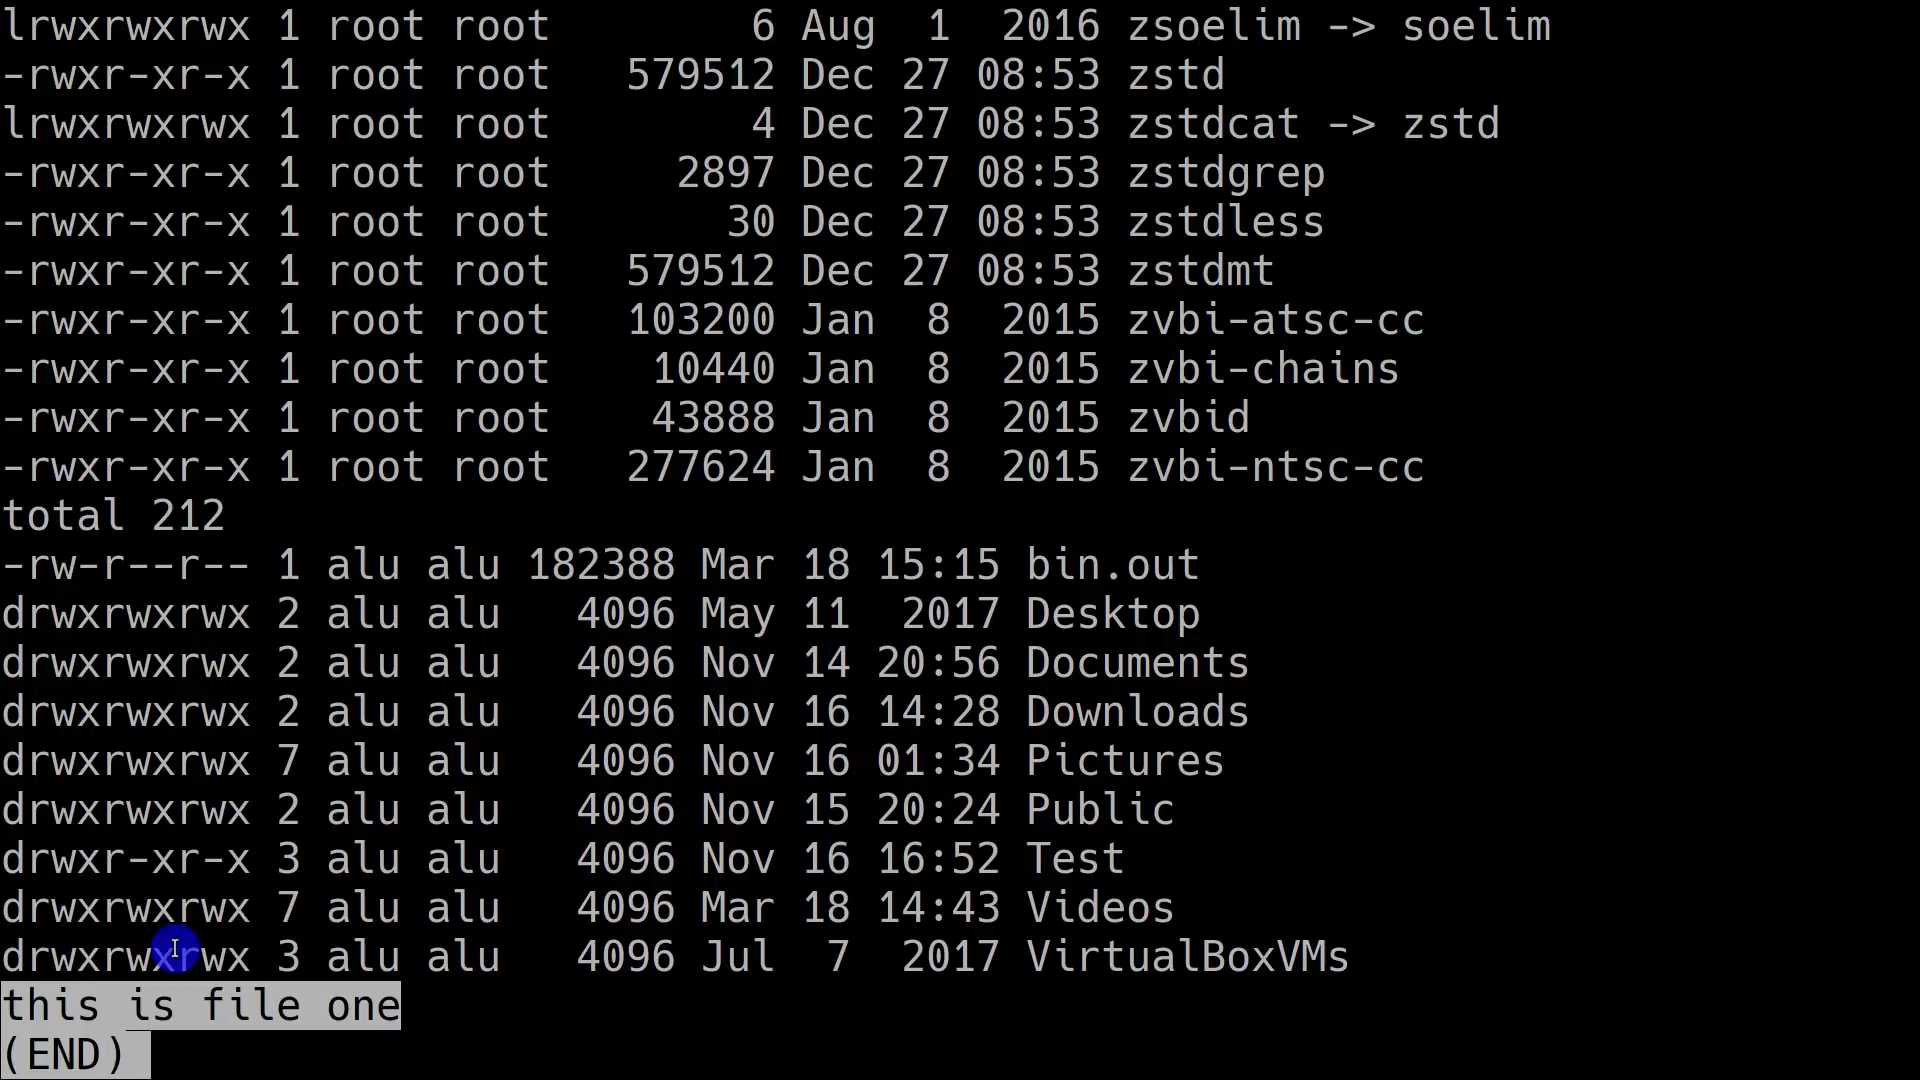 lrwxrwxrwx 1 root root        6 Aug  1  2016 zsoelim -> soelim
-rwxr-xr-x 1 root root   579512 Dec 27 08:53 zstd
lrwxrwxrwx 1 root root        4 Dec 27 08:53 zstdcat -> zstd
-rwxr-xr-x 1 root root     2897 Dec 27 08:53 zstdgrep
-rwxr-xr-x 1 root root       30 Dec 27 08:53 zstdless
-rwxr-xr-x 1 root root   579512 Dec 27 08:53 zstdmt
-rwxr-xr-x 1 root root   103200 Jan  8  2015 zvbi-atsc-cc
-rwxr-xr-x 1 root root    10440 Jan  8  2015 zvbi-chains
-rwxr-xr-x 1 root root    43888 Jan  8  2015 zvbid
-rwxr-xr-x 1 root root   277624 Jan  8  2015 zvbi-ntsc-cc
total 212
-rw-r--r-- 1 alu alu 182388 Mar 18 15:15 bin.out
drwxrwxrwx 2 alu alu   4096 May 11  2017 Desktop
drwxrwxrwx 2 alu alu   4096 Nov 14 20:56 Documents
drwxrwxrwx 2 alu alu   4096 Nov 16 14:28 Downloads
drwxrwxrwx 7 alu alu   4096 Nov 16 01:34 Pictures
drwxrwxrwx 2 alu alu   4096 Nov 15 20:24 Public
drwxr-xr-x 3 alu alu   4096 Nov 16 16:52 Test
drwxrwxrwx 7 alu alu   4096 Mar 18 14:43 Videos
drwxrwxrwx 3 alu alu   4096 Jul  7  2017 VirtualBoxVMs
this is file one
(END)